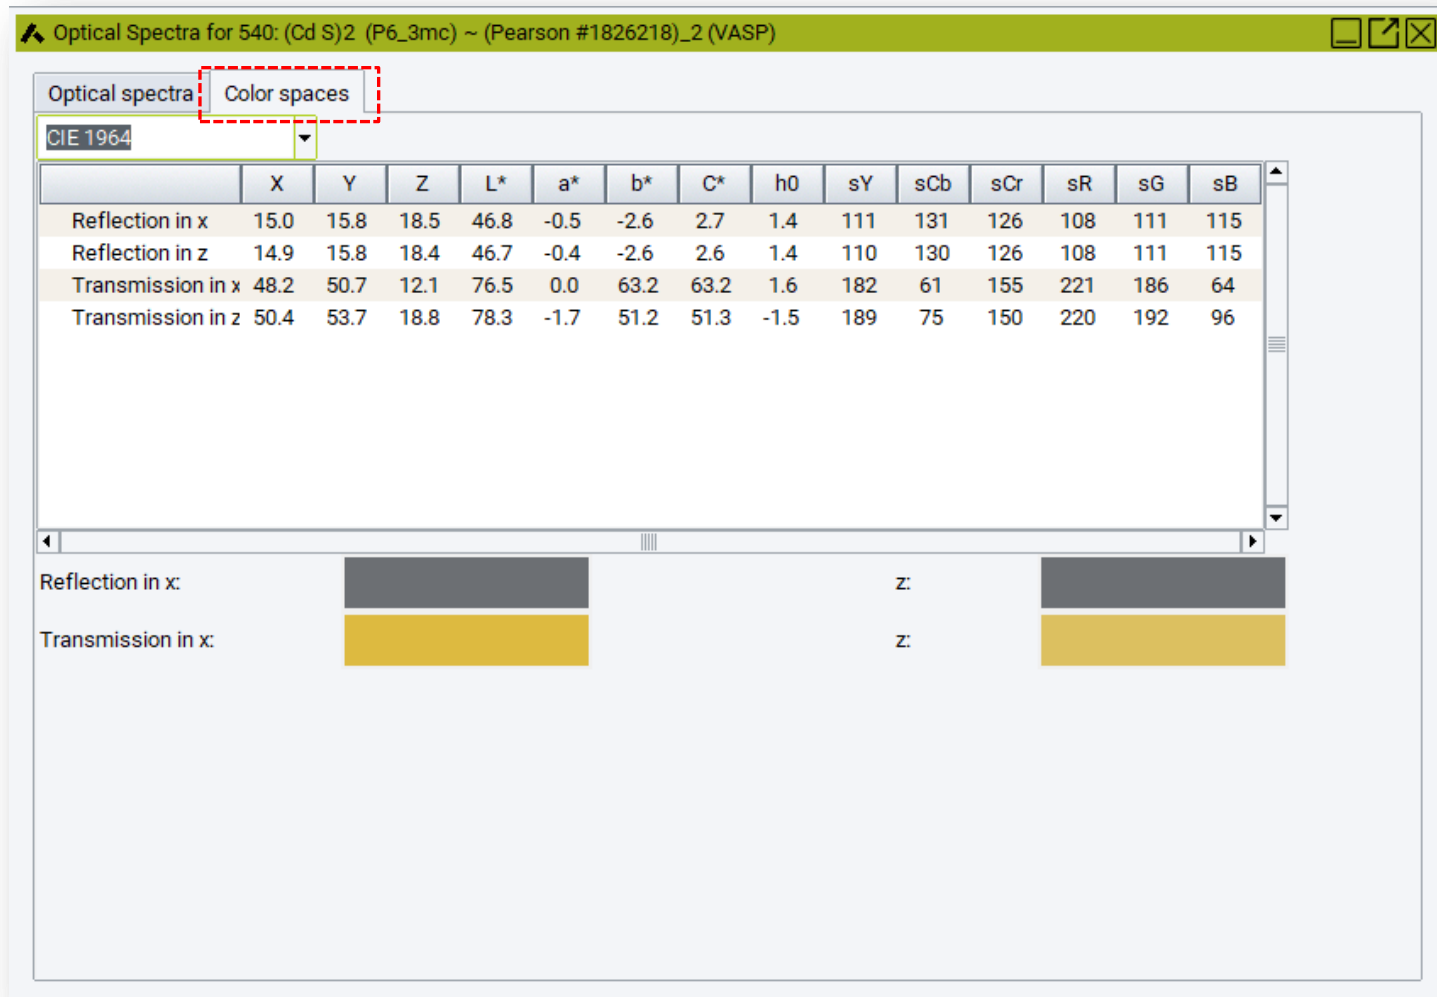 Optical Spectra for 540: (Cd S)2 (P6_3mc) ~ (Pearson #1826218)_2 (VASP)
Optical spectra Color spaces
CIE 1964
X Y Z L* a* b* C* h0 sY sCb sCr sR sG sB
Reflection in x 15.0 15.8 18.5 46.8 -0.5 -2.6 2.7 1.4 111 131 126 108 111 115
Reflection in z 14.9 15.8 18.4 46.7 -0.4 -2.6 2.6 1.4 110 130 126 108 111 115
Transmission in x 48.2 50.7 12.1 76.5 0.0 63.2 63.2 1.6 182 61 155 221 186 64
Transmission in z 50.4 53.7 18.8 78.3 -1.7 51.2 51.3 -1.5 189 75 150 220 192 96
Reflection in x: z:
Transmission in x: z: